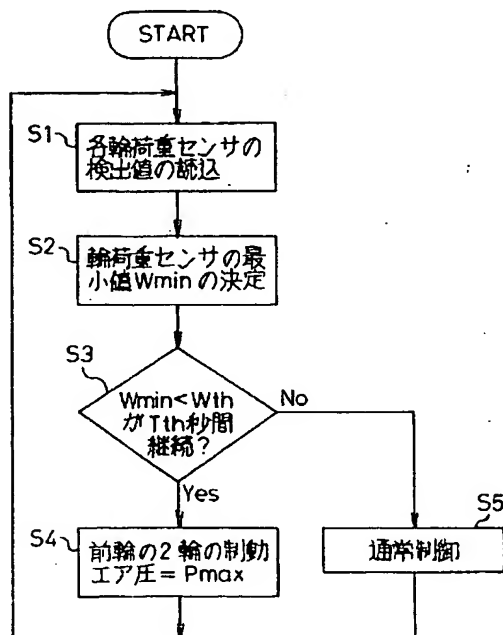 START
S1
各輪荷重センサの
検出値の読込
S2
輪荷重センサの最
小値Wminの決定
S3
Wmin<Wth
がTth秒間
継続?
No
Yes
S4
前輪の2輪の制動
エア圧=Pmax
S5
通常制御